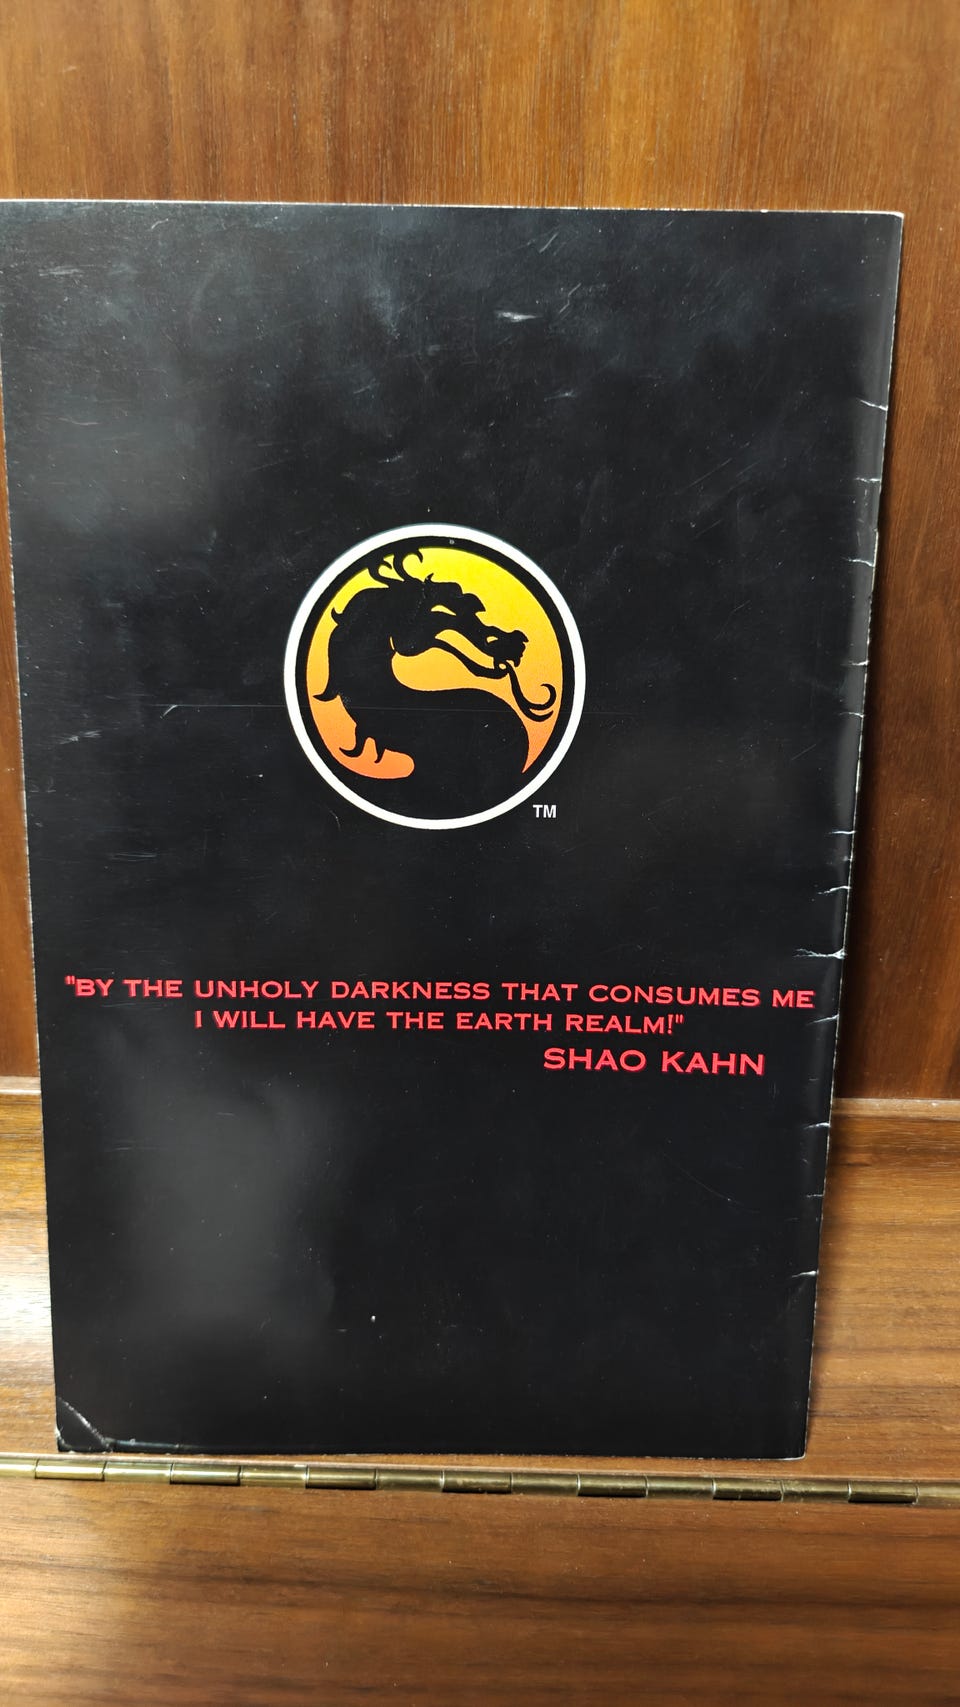 TM
"BY THE UNHOLY DARKNESS THAT CONSUMES ME
I WILL HAVE THE EARTH REALM!"
SHAO KAHN